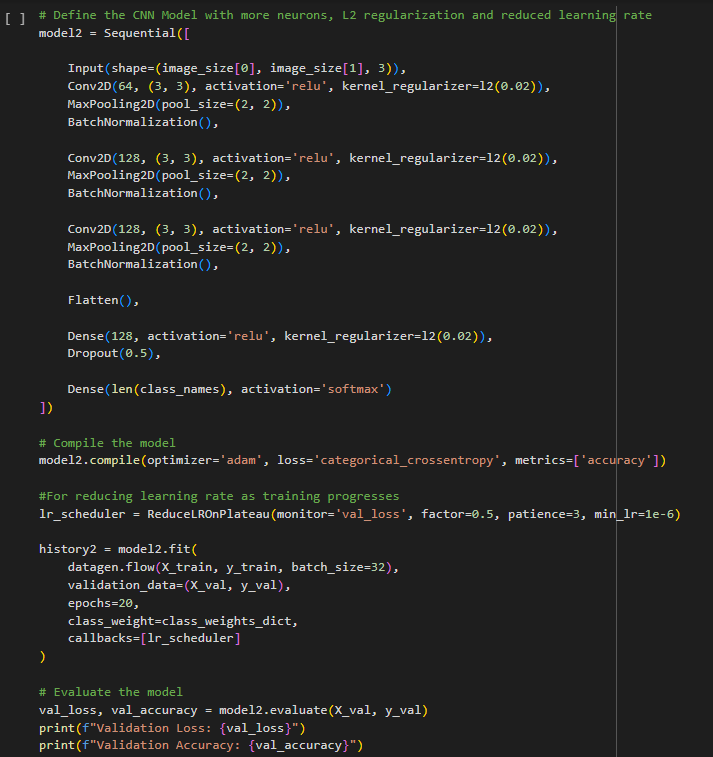 [ ] # Define the CNN Model with more neurons, L2 regularization and reduced learning rate
model2 = Sequential([
Input(shape=(image_size[0], image_size[1], 3)),
Conv2D(64, (3, 3), activation='relu', kernel_regularizer=l2(0.02)),
MaxPooling2D(pool_size=(2, 2)),
BatchNormalization(),
Conv2D(128, (3, 3), activation='relu', kernel_regularizer=l2(0.02)),
MaxPooling2D(pool_size=(2, 2)),
BatchNormalization(),
Conv2D(128, (3, 3), activation='relu', kernel_regularizer=l2(0.02)),
MaxPooling2D(pool_size=(2, 2)),
BatchNormalization(),
Flatten(),
Dense(128, activation='relu', kernel_regularizer=l2(0.02)),
Dropout(0.5),
Dense(len(class_names), activation='softmax')
])
# Compile the model
model2.compile(optimizer='adam', loss='categorical_crossentropy', metrics=['accuracy'])
#For reducing learning rate as training progresses
lr_scheduler = ReduceLROnPlateau(monitor='val_loss', factor=0.5, patience=3, min_lr=1e-6)
history2 = model2.fit(
datagen.flow(X_train, y_train, batch_size=32),
validation_data=(X_val, y_val),
epochs=20,
class_weight=class_weights_dict,
callbacks=[lr_scheduler]
)
# Evaluate the model
val_loss, val_accuracy = model2.evaluate(X_val, y_val)
print(f"Validation Loss: {val_loss}")
print(f"Validation Accuracy: {val_accuracy}")